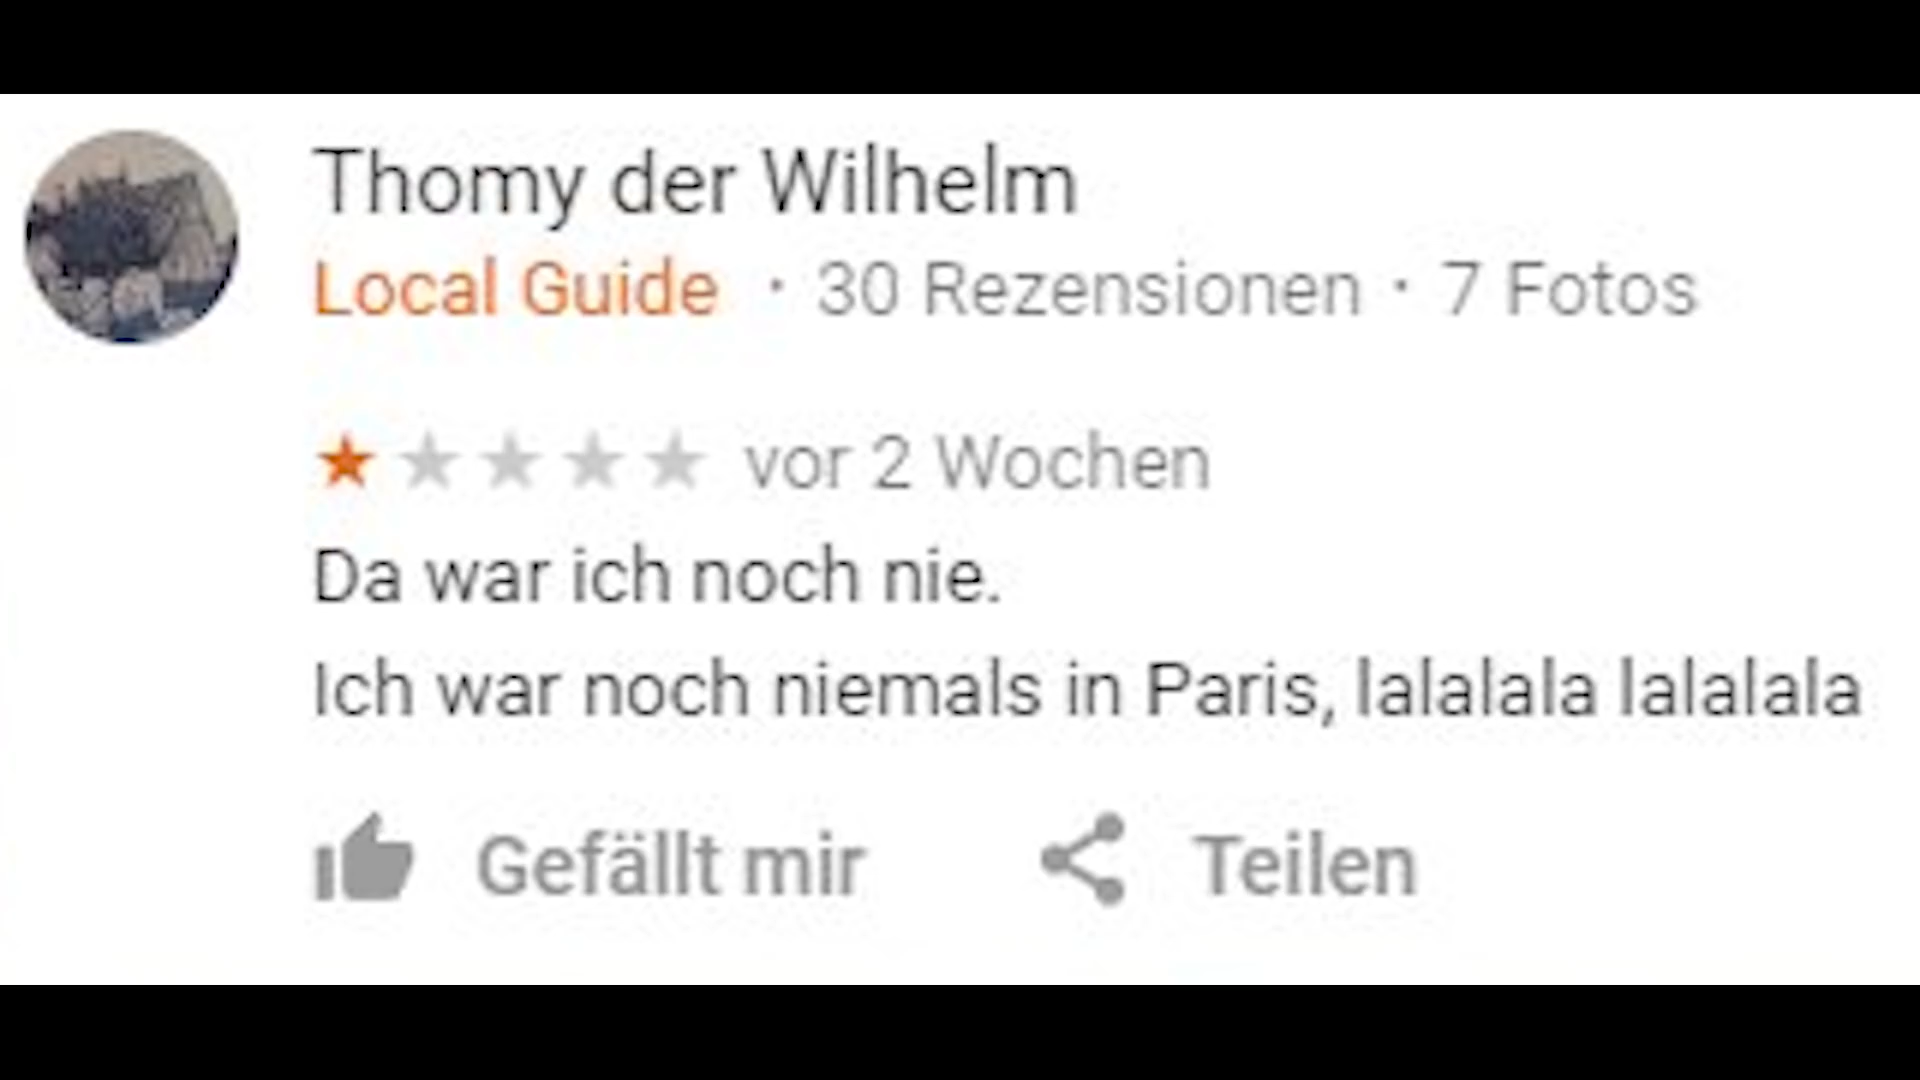 Thomy der Wilhelm
Local Guide · 30 Rezensionen · 7 Fotos
vor 2 Wochen
Da war ich noch nie.
Ich war noch niemals in Paris, lalalala lalalala
Gefällt mir Teilen